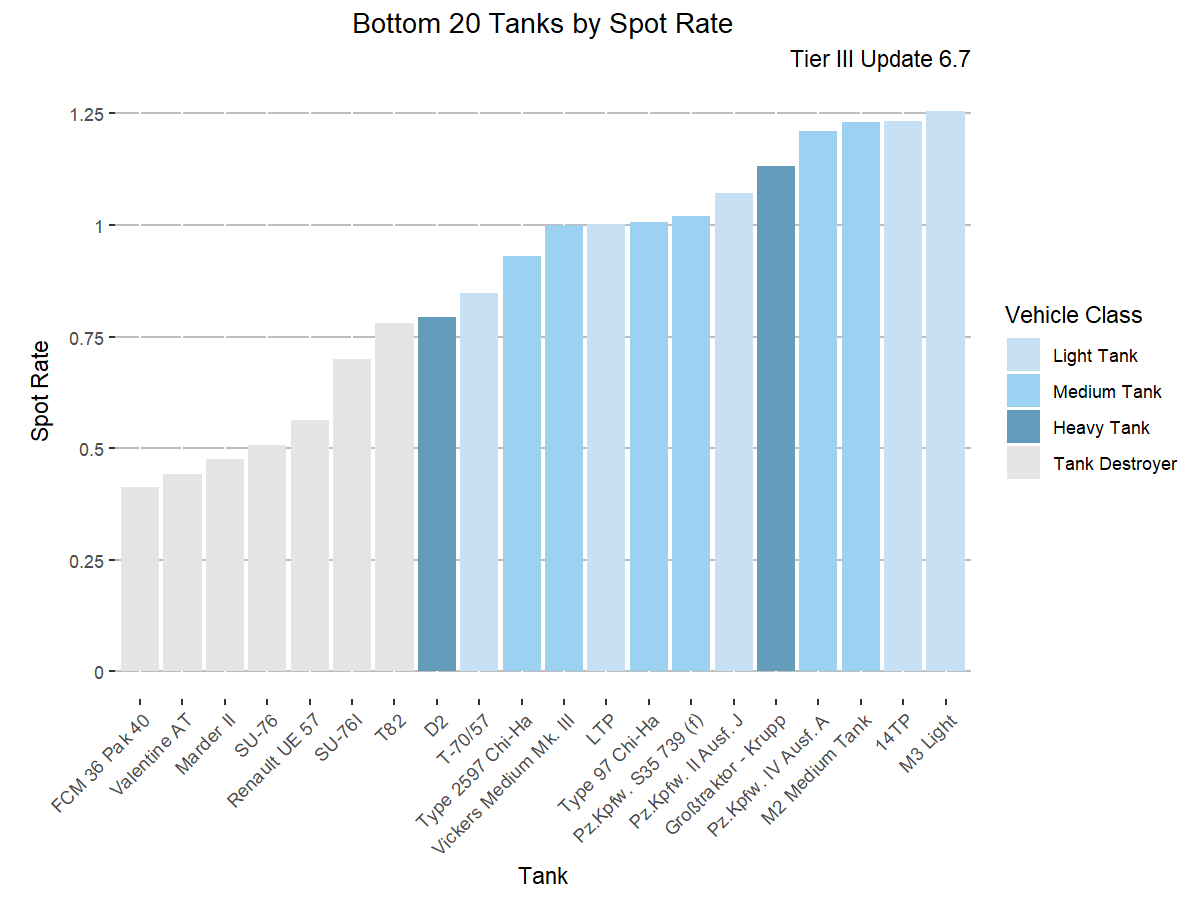 Bottom 20 Tanks by Spot Rate
Tier III Update 6.7
1.25
1
0.75
0.5
0.25
0
Spot Rate
FCM 36 Pak 40
Valentine AT
Marder II
SU-76
Renault UE 57
SU-76I
T82
D2
T-70/57
Type 2597 Chi-Ha
Vickers Medium Mk. III
LTP
Type 97 Chi-Ha
Pz.Kpfw. S35 739 (f)
Pz.Kpfw. II Ausf. J
Großtraktor - Krupp
Pz.Kpfw. IV Ausf. A
M2 Medium Tank
14TP
M3 Light
Tank
Vehicle Class
Light Tank
Medium Tank
Heavy Tank
Tank Destroyer